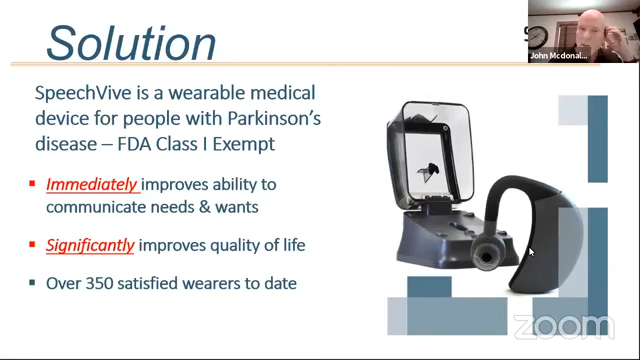 Solution
John Mcdonal...
SpeechVive is a wearable medical
device for people with Parkinson's
disease – FDA Class I Exempt
Immediately improves ability to
communicate needs & wants
Significantly improves quality of life
Over 350 satisfied wearers to date
zoom